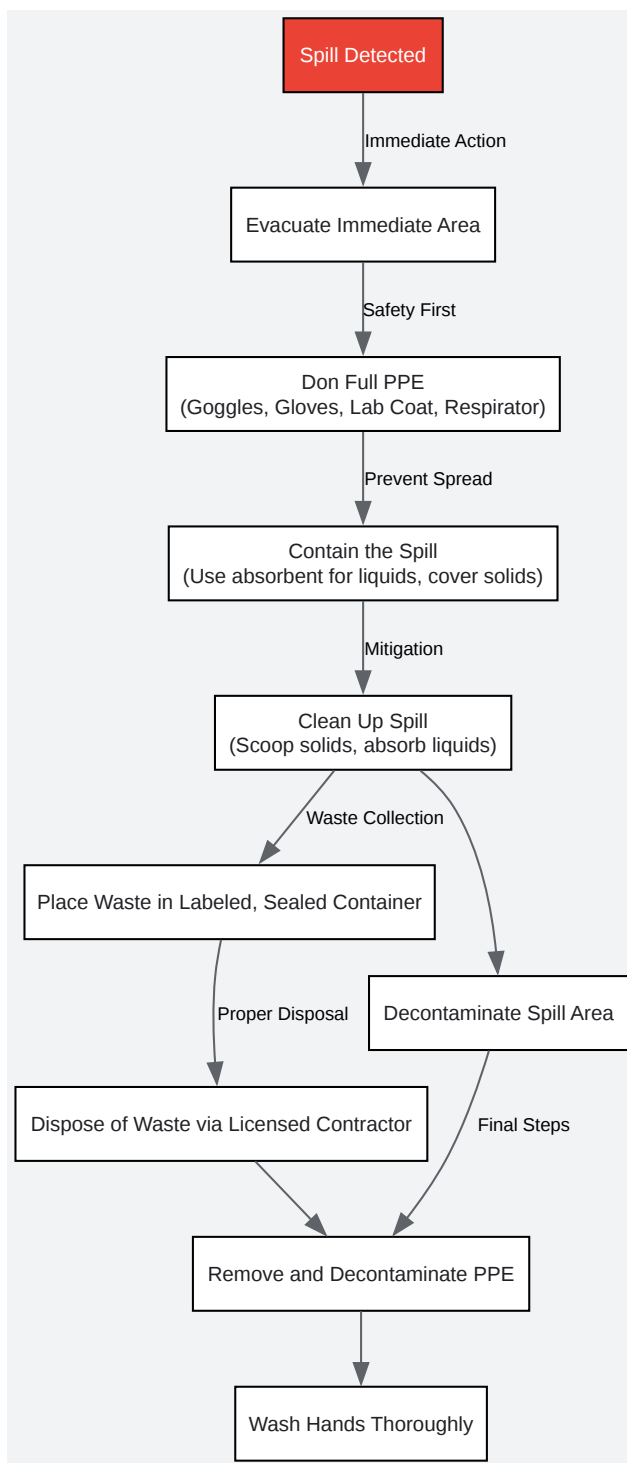 Spill Detected
Immediate Action
Evacuate Immediate Area
Safety First
Don Full PPE
(Goggles, Gloves, Lab Coat, Respirator)
Prevent Spread
Contain the Spill
(Use absorbent for liquids, cover solids)
Mitigation
Clean Up Spill
(Scoop solids, absorb liquids)
Waste Collection
Place Waste in Labeled, Sealed Container
Proper Disposal
Decontaminate Spill Area
Dispose of Waste via Licensed Contractor
Final Steps
Remove and Decontaminate PPE
Wash Hands Thoroughly